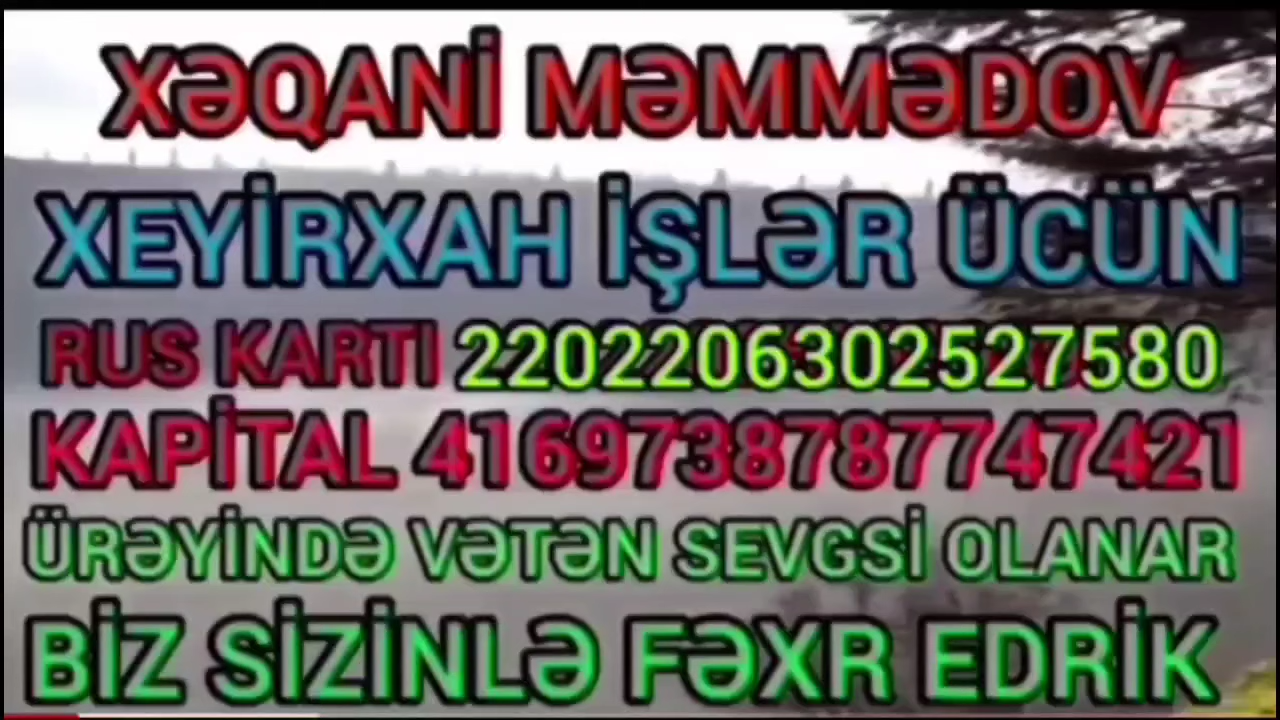 XƏQANİ MƏMMƏDOV
XEYİRXAH İŞLƏR ÜCÜN
RUS KARTI 2202206302527580
KAPİTAL 4169738787747421
ÜRƏYİNDƏ VƏTƏN SEVGSİ OLANAR
BİZ SİZİNLƏ FƏXR EDRİK